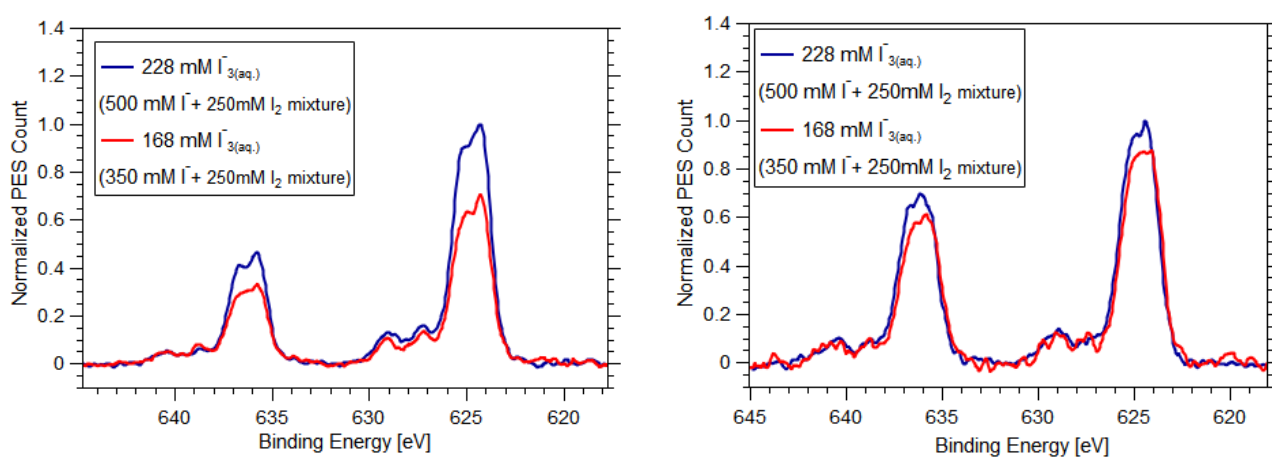 1.4
1.2
1.0
0.8
0.6
0.4
0.2
0
Normalized PES Count
228 mM I⁻₃₍aq.₎
(500 mM I⁻+ 250mM I₂ mixture)
168 mM I⁻₃₍aq.₎
(350 mM I⁻+ 250mM I₂ mixture)
640 635 630 625 620
Binding Energy [eV]
1.4
1.2
1.0
0.8
0.6
0.4
0.2
0
Normalized PES Count
228 mM I⁻₃₍aq.₎
(500 mM I⁻+ 250mM I₂ mixture)
168 mM I⁻₃₍aq.₎
(350 mM I⁻+ 250mM I₂ mixture)
645 640 635 630 625 620
Binding Energy [eV]